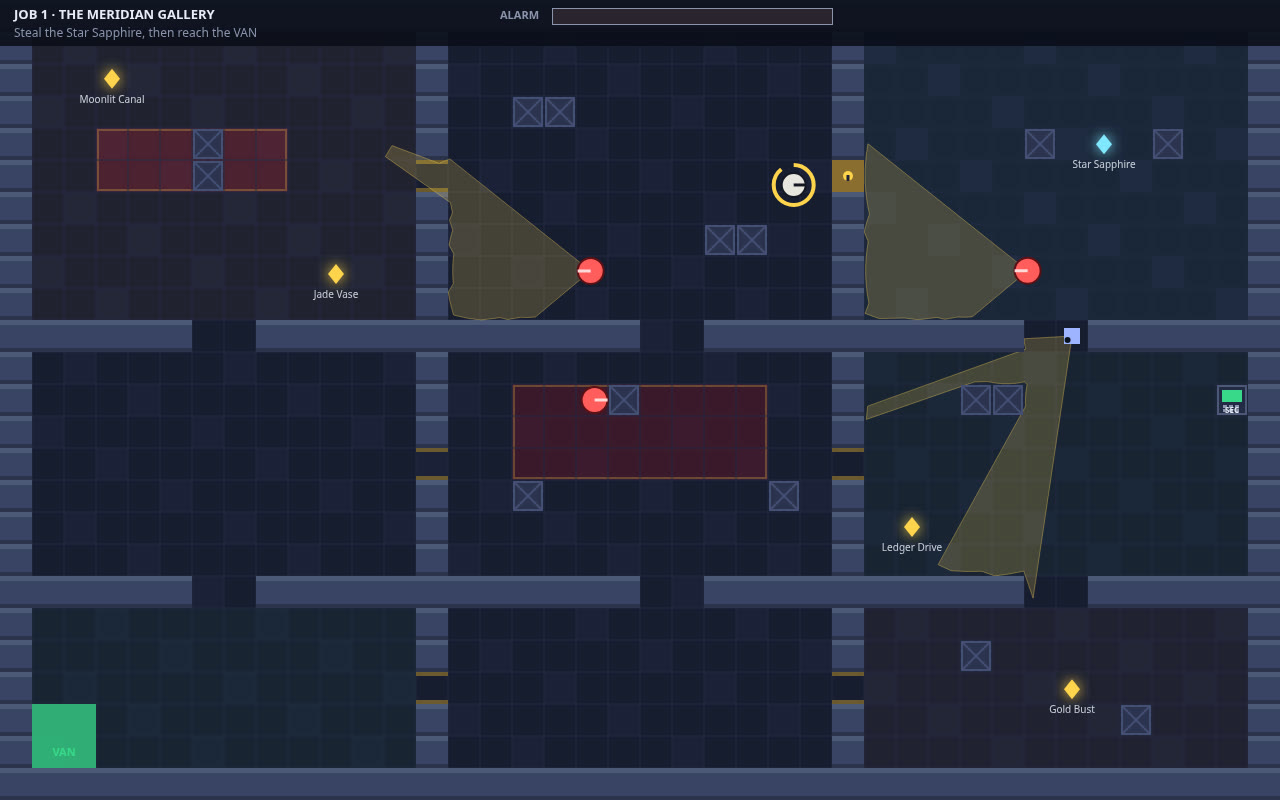 JOB 1 · THE MERIDIAN GALLERY
Steal the Star Sapphire, then reach the VAN
ALARM
Moonlit Canal
Star Sapphire
Jade Vase
SEC
Ledger Drive
Gold Bust
VAN